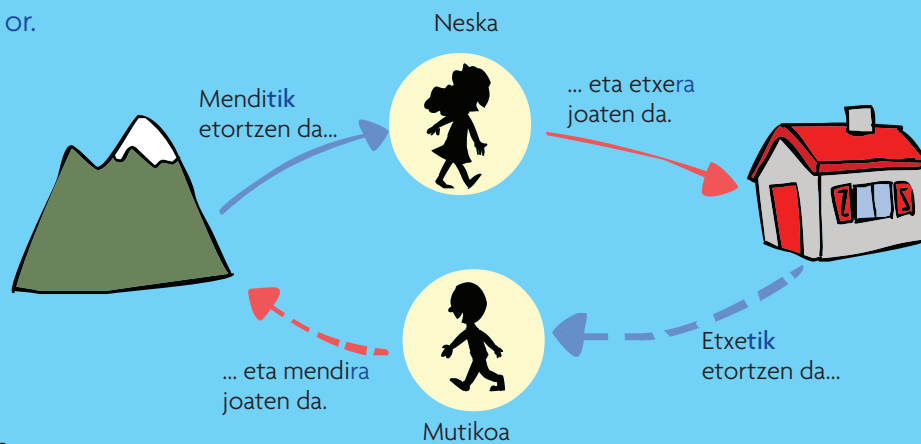 or.
Neska
Menditik
etortzen da...
... eta etxera
joaten da.
Etxetik
etortzen da...
... eta mendira
joaten da.
Mutikoa